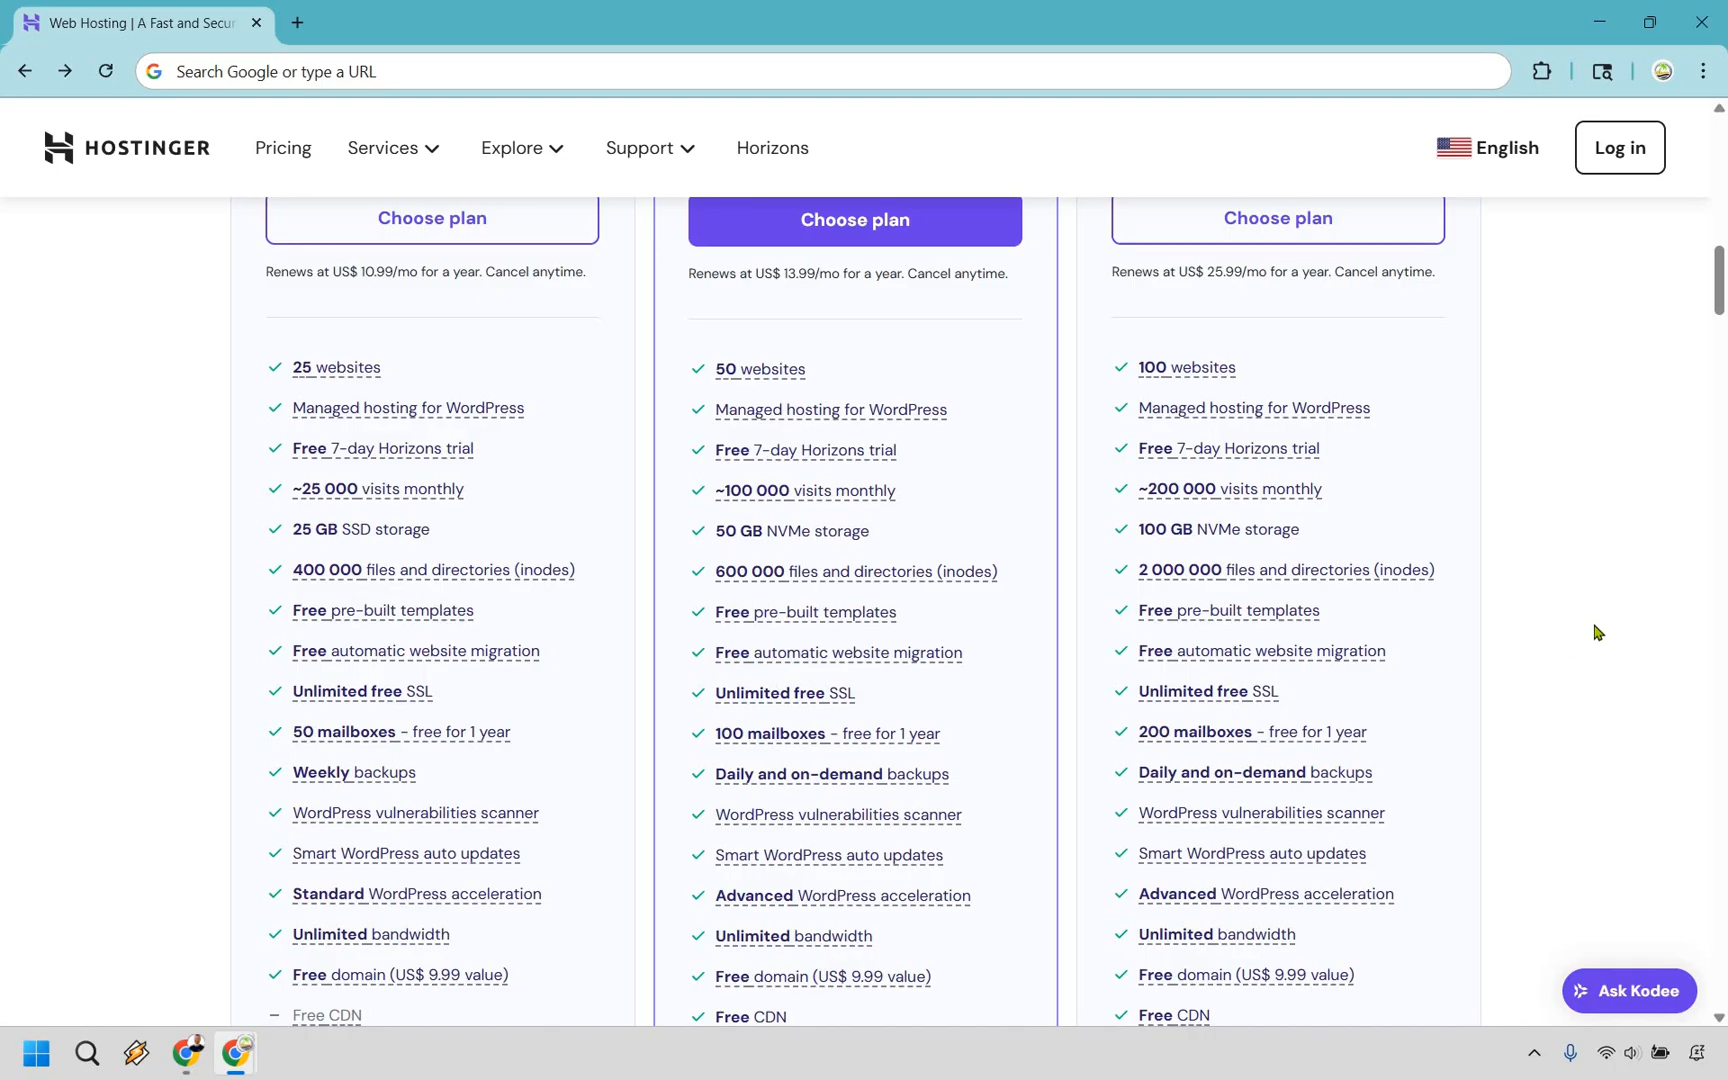 Web Hosting | A Fast and Secur
Search Google or type a URL
HOSTINGER
Pricing
Services
Explore
Support
Horizons
English
Log in
Choose plan
Renews at US$ 10.99/mo for a year. Cancel anytime.
25 websites
Managed hosting for WordPress
Free 7-day Horizons trial
~25 000 visits monthly
25 GB SSD storage
400 000 files and directories (inodes)
Free pre-built templates
Free automatic website migration
Unlimited free SSL
50 mailboxes - free for 1 year
Weekly backups
WordPress vulnerabilities scanner
Smart WordPress auto updates
Standard WordPress acceleration
Unlimited bandwidth
Free domain (US$ 9.99 value)
Free CDN
Choose plan
Renews at US$ 13.99/mo for a year. Cancel anytime.
50 websites
Managed hosting for WordPress
Free 7-day Horizons trial
~100 000 visits monthly
50 GB NVMe storage
600 000 files and directories (inodes)
Free pre-built templates
Free automatic website migration
Unlimited free SSL
100 mailboxes - free for 1 year
Daily and on-demand backups
WordPress vulnerabilities scanner
Smart WordPress auto updates
Advanced WordPress acceleration
Unlimited bandwidth
Free domain (US$ 9.99 value)
Free CDN
Choose plan
Renews at US$ 25.99/mo for a year. Cancel anytime.
100 websites
Managed hosting for WordPress
Free 7-day Horizons trial
~200 000 visits monthly
100 GB NVMe storage
2 000 000 files and directories (inodes)
Free pre-built templates
Free automatic website migration
Unlimited free SSL
200 mailboxes - free for 1 year
Daily and on-demand backups
WordPress vulnerabilities scanner
Smart WordPress auto updates
Advanced WordPress acceleration
Unlimited bandwidth
Free domain (US$ 9.99 value)
Free CDN
Ask Kodee